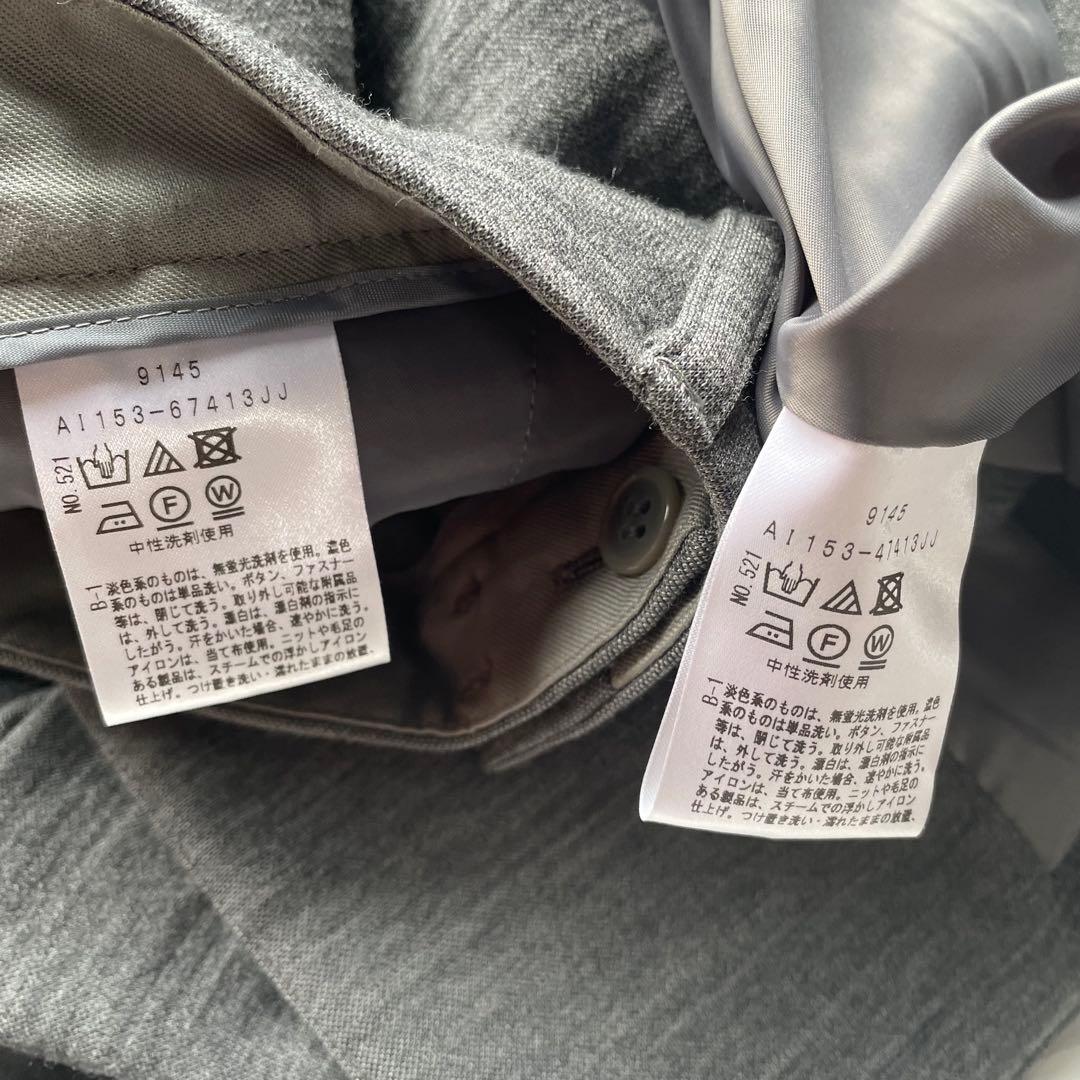 9145
AI153-67413JJ
NO.521
F
W
中性洗剤使用
B-1
淡色系のものは、無蛍光洗剤を使用。濃色
系のものは単品洗い。ボタン、ファスナー
等は、閉じて洗う。取り外し可能な附属品
は、外して洗う。漂白は、漂白剤の指示に
したがう。汗をかいた場合、速やかに洗う。
アイロンは、当て布使用。ニットや毛足の
ある製品は、スチームでの浮かしアイロン
仕上げ。つけ置き洗い・濡れたままの放置、
9145
AI153-41413JJ
NO.521
F
W
中性洗剤使用
B-1
淡色系のものは、無蛍光洗剤を使用。濃色
系のものは単品洗い。ボタン、ファスナー
等は、閉じて洗う。取り外し可能な附属品
は、外して洗う。漂白は、漂白剤の指示に
したがう。汗をかいた場合、速やかに洗う。
アイロンは、当て布使用。ニットや毛足の
ある製品は、スチームでの浮かしアイロン
仕上げ。つけ置き洗い・濡れたままの放置、